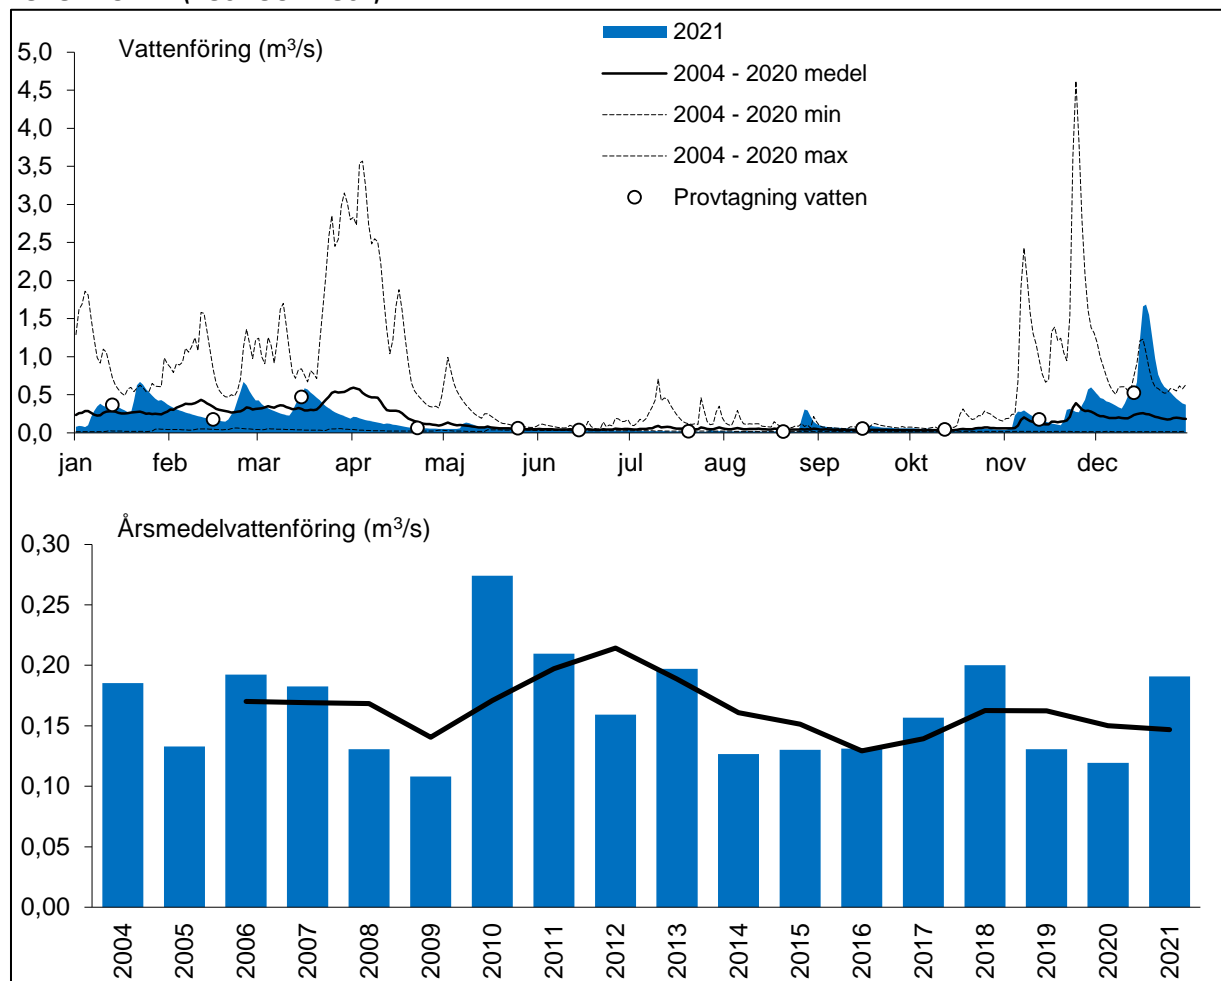 Vattenföring (m³/s)
2021
2004 - 2020 medel
2004 - 2020 min
2004 - 2020 max
Provtagning vatten
5,0
4,5
4,0
3,5
3,0
2,5
2,0
1,5
1,0
0,5
0,0
jan feb mar apr maj jun jul aug sep okt nov dec
Årsmedelvattenföring (m³/s)
0,30
0,25
0,20
0,15
0,10
0,05
0,00
2004 2005 2006 2007 2008 2009 2010 2011 2012 2013 2014 2015 2016 2017 2018 2019 2020 2021